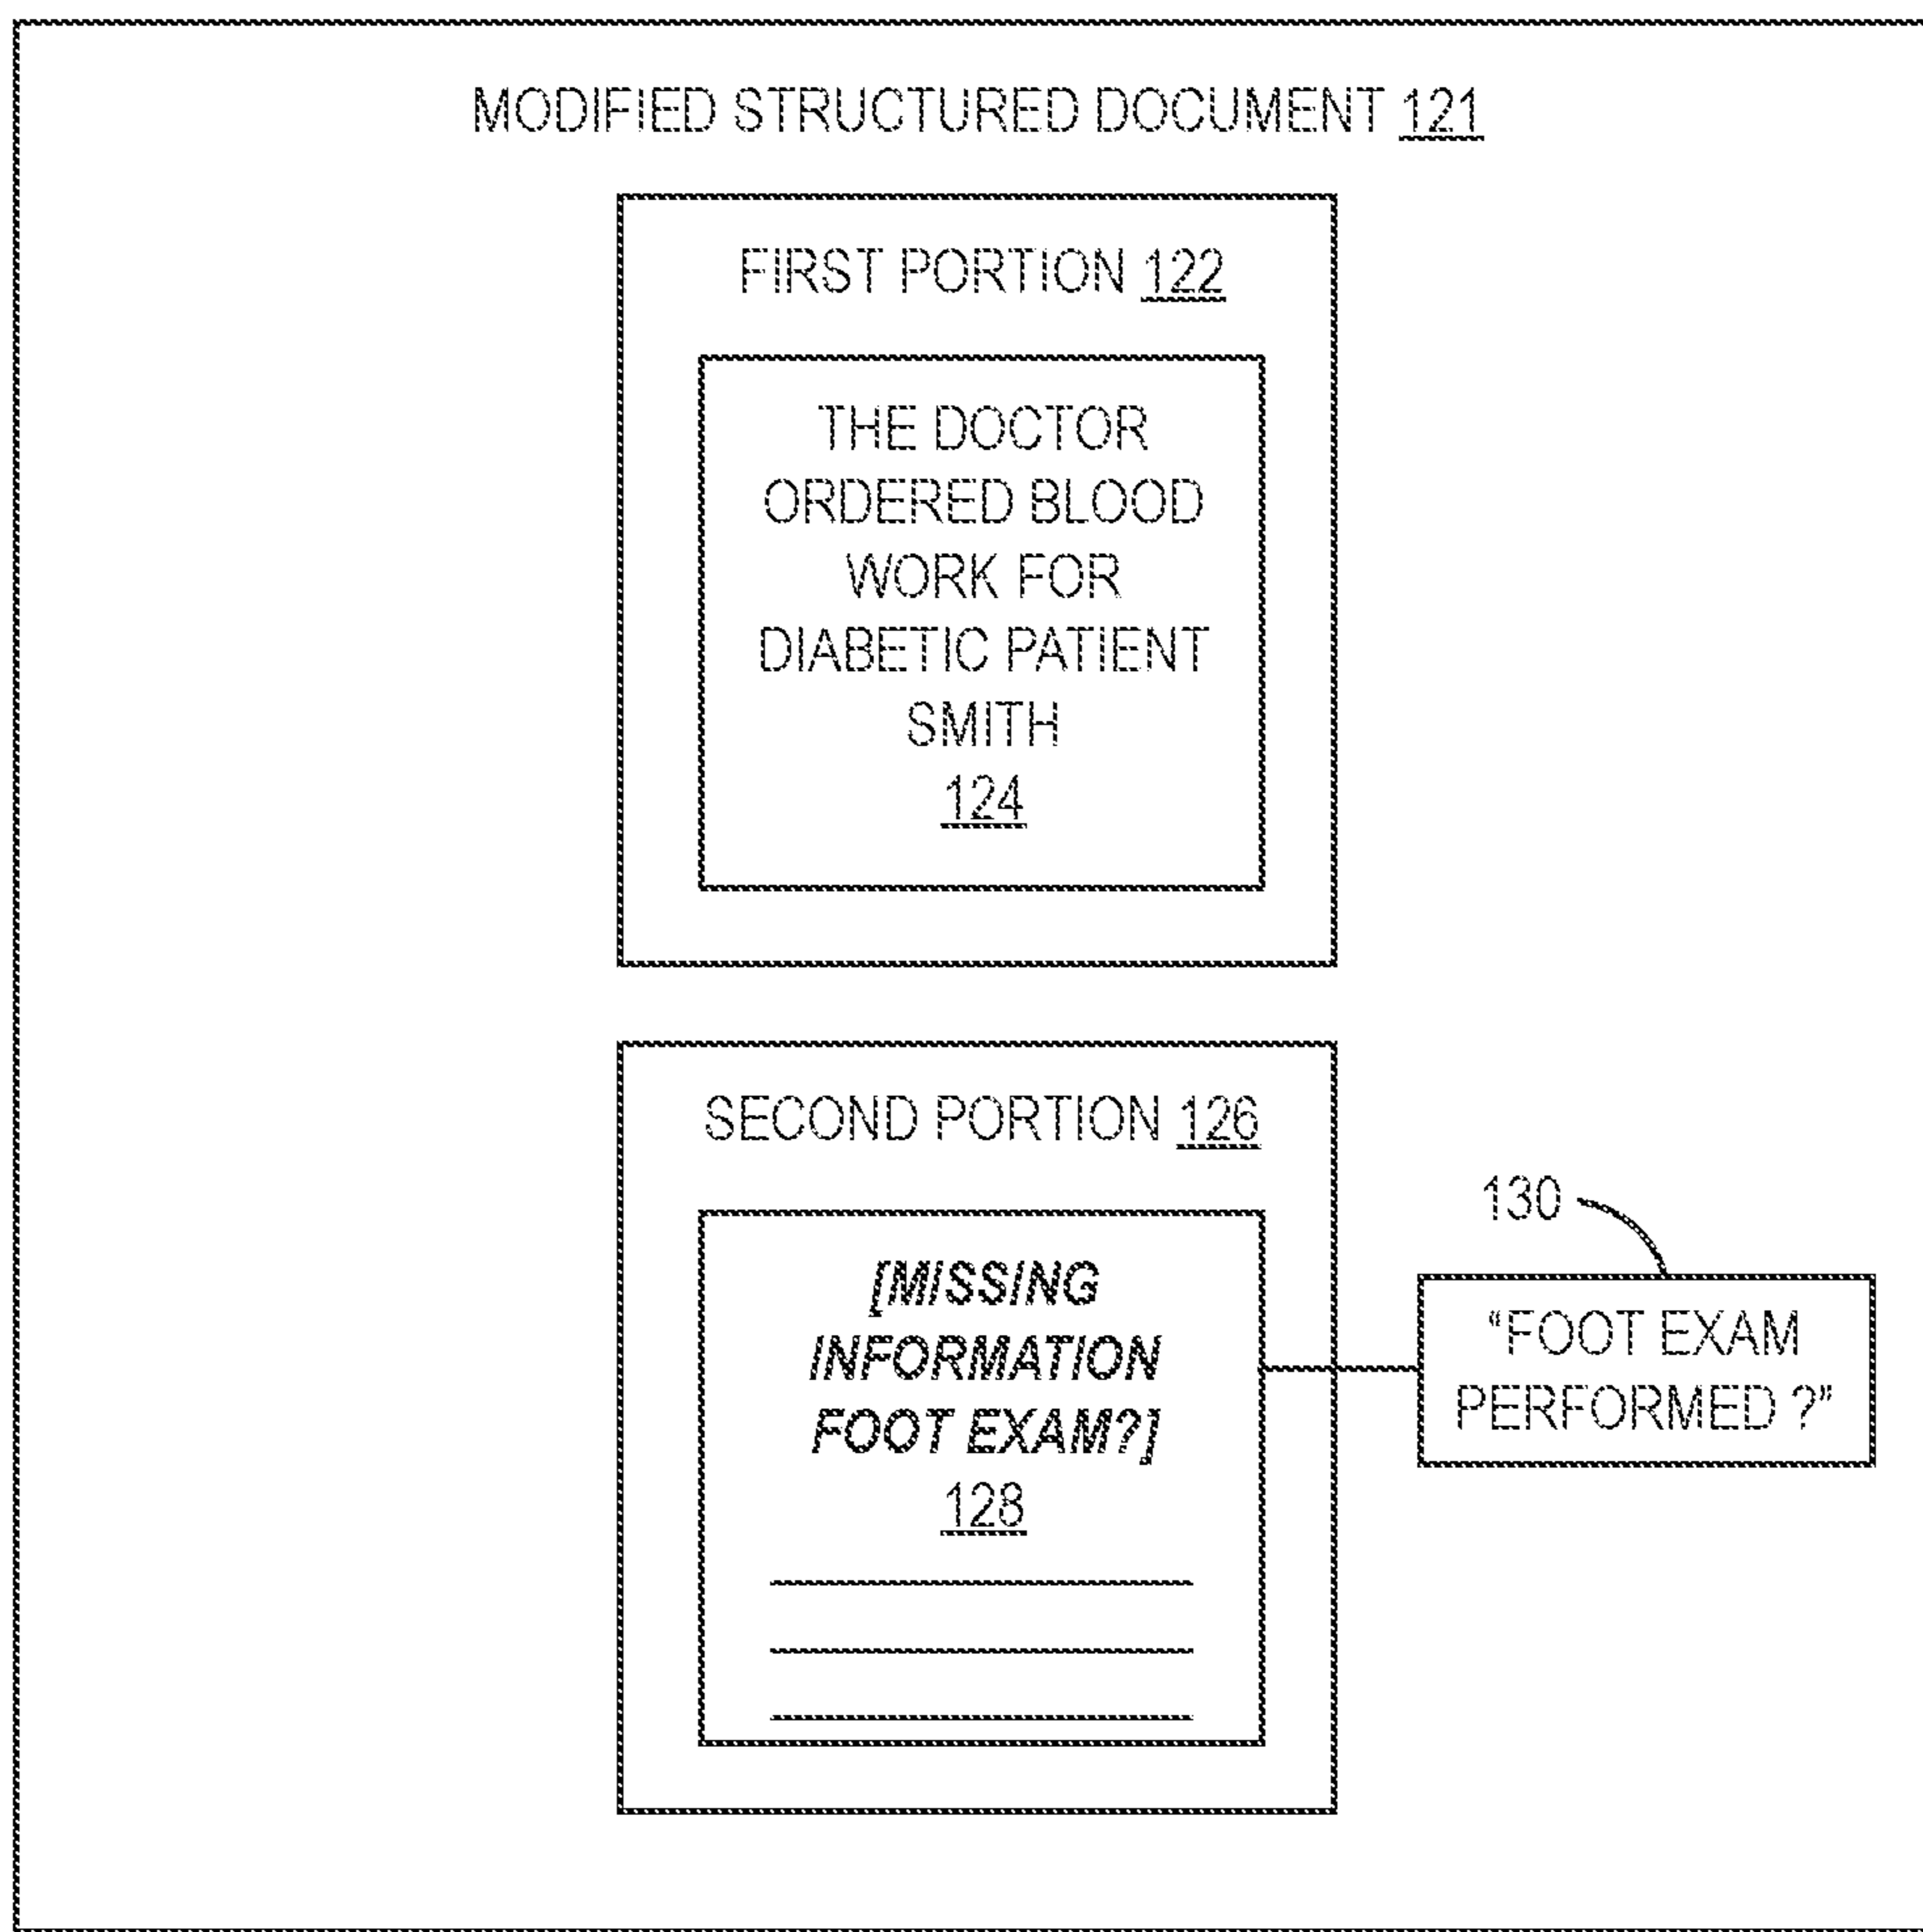 MODIFIED STRUCTURED DOCUMENT 121
FIRST PORTION 122
THE DOCTOR
ORDERED BLOOD
WORK FOR
DIABETIC PATIENT
SMITH
124
SECOND PORTION 126
[MISSING
INFORMATION
FOOT EXAM?]
128
130
"FOOT EXAM
PERFORMED ?"